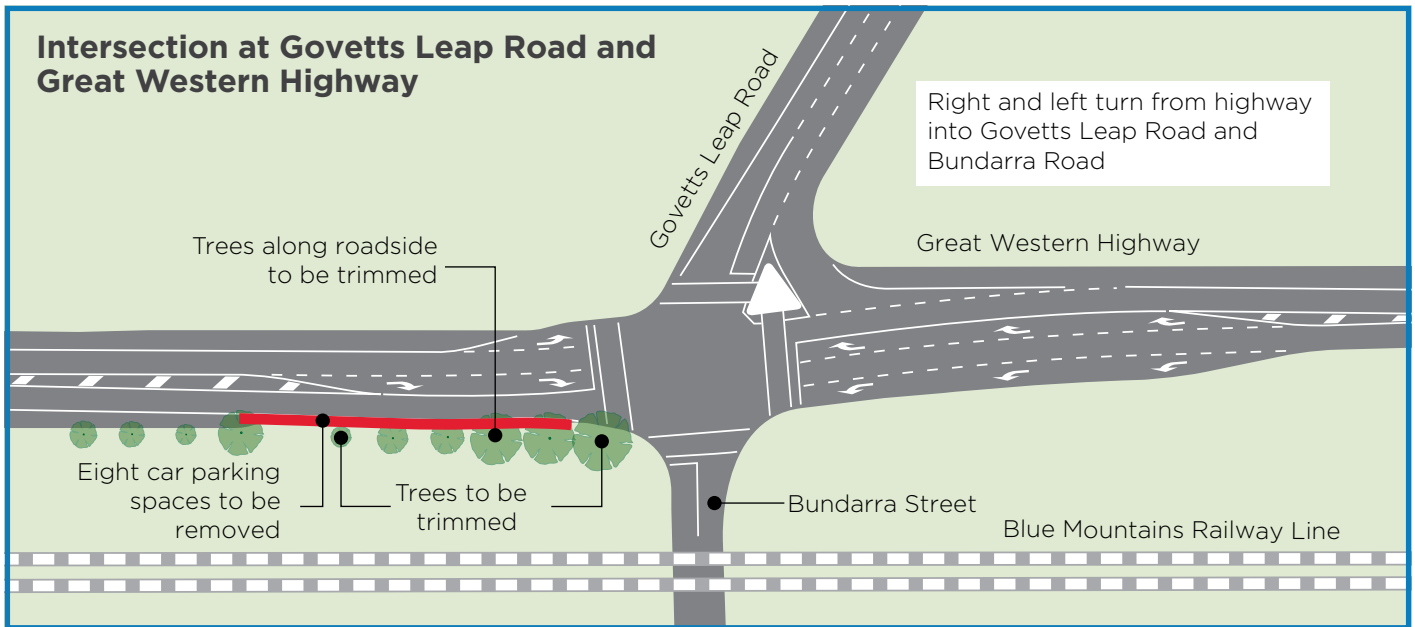 Intersection at Govetts Leap Road and
Great Western Highway
Govetts Leap Road
Right and left turn from highway
into Govetts Leap Road and
Bundarra Road
Trees along roadside
to be trimmed
Great Western Highway
Eight car parking
spaces to be
removed
Trees to be
trimmed
Bundarra Street
Blue Mountains Railway Line